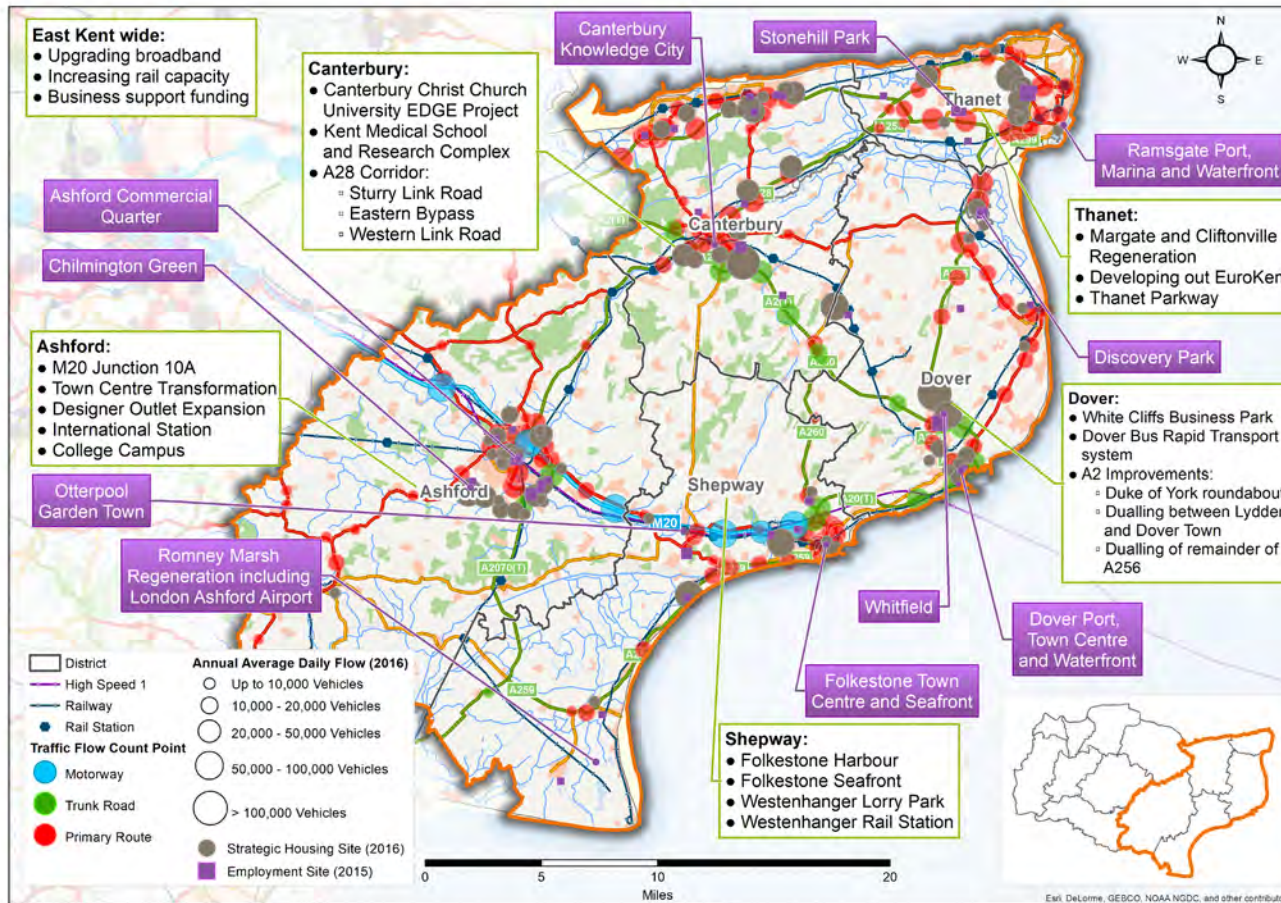 East Kent wide:
● Upgrading broadband
● Increasing rail capacity
● Business support funding
Canterbury:
● Canterbury Christ Church
University EDGE Project
● Kent Medical School
and Research Complex
● A28 Corridor:
▫ Sturry Link Road
▫ Eastern Bypass
▫ Western Link Road
Canterbury
Knowledge City
Stonehill Park
N
W
E
S
Thanet
Ramsgate Port,
Marina and Waterfront
Ashford Commercial
Quarter
Chilmington Green
Canterbury
Thanet:
● Margate and Cliftonville
Regeneration
● Developing out EuroKen
● Thanet Parkway
Discovery Park
Ashford:
● M20 Junction 10A
● Town Centre Transformation
● Designer Outlet Expansion
● International Station
● College Campus
Dover
Dover:
● White Cliffs Business Park
● Dover Bus Rapid Transport
system
● A2 Improvements:
▫ Duke of York roundabout
▫ Dualling between Lydden
and Dover Town
▫ Dualling of remainder of
A256
A260
Otterpool
Garden Town
Ashford
Shepway
M20
A20(T)
Romney Marsh
Regeneration including
London Ashford Airport
A2070(T)
A259
Whitfield
Dover Port,
Town Centre
and Waterfront
Folkestone Town
Centre and Seafront
Shepway:
● Folkestone Harbour
● Folkestone Seafront
● Westenhanger Lorry Park
● Westenhanger Rail Station
District
High Speed 1
Railway
Rail Station
Traffic Flow Count Point
Motorway
Trunk Road
Primary Route
Annual Average Daily Flow (2016)
Up to 10,000 Vehicles
10,000 - 20,000 Vehicles
20,000 - 50,000 Vehicles
50,000 - 100,000 Vehicles
> 100,000 Vehicles
Strategic Housing Site (2016)
Employment Site (2015)
0 5 10 20
Miles
Esri, DeLorme, GEBCO, NOAA NGDC, and other contribut